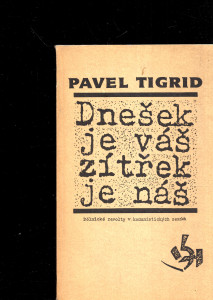 PAVEL TIGRID
Dnešek
je váš
zítřek
je náš
dělnické revolty v komunistických zemích